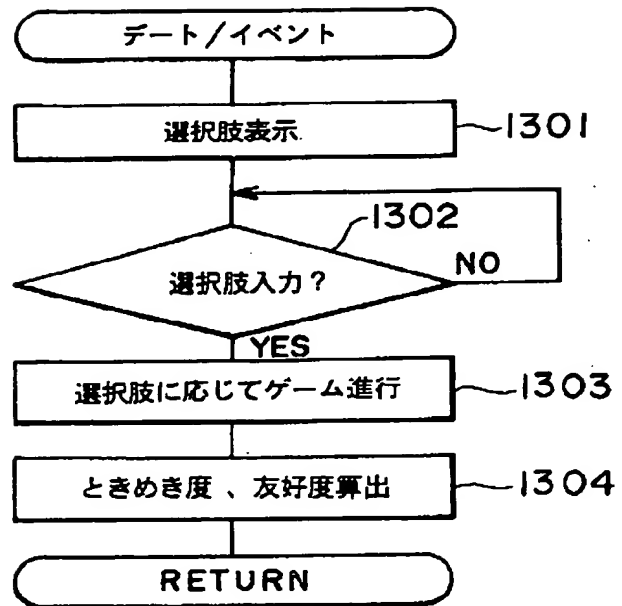 デート/イベント
選択肢表示
1301
1302
選択肢入力?
NO
YES
選択肢に応じてゲーム進行
1303
ときめき度、友好度算出
1304
RETURN